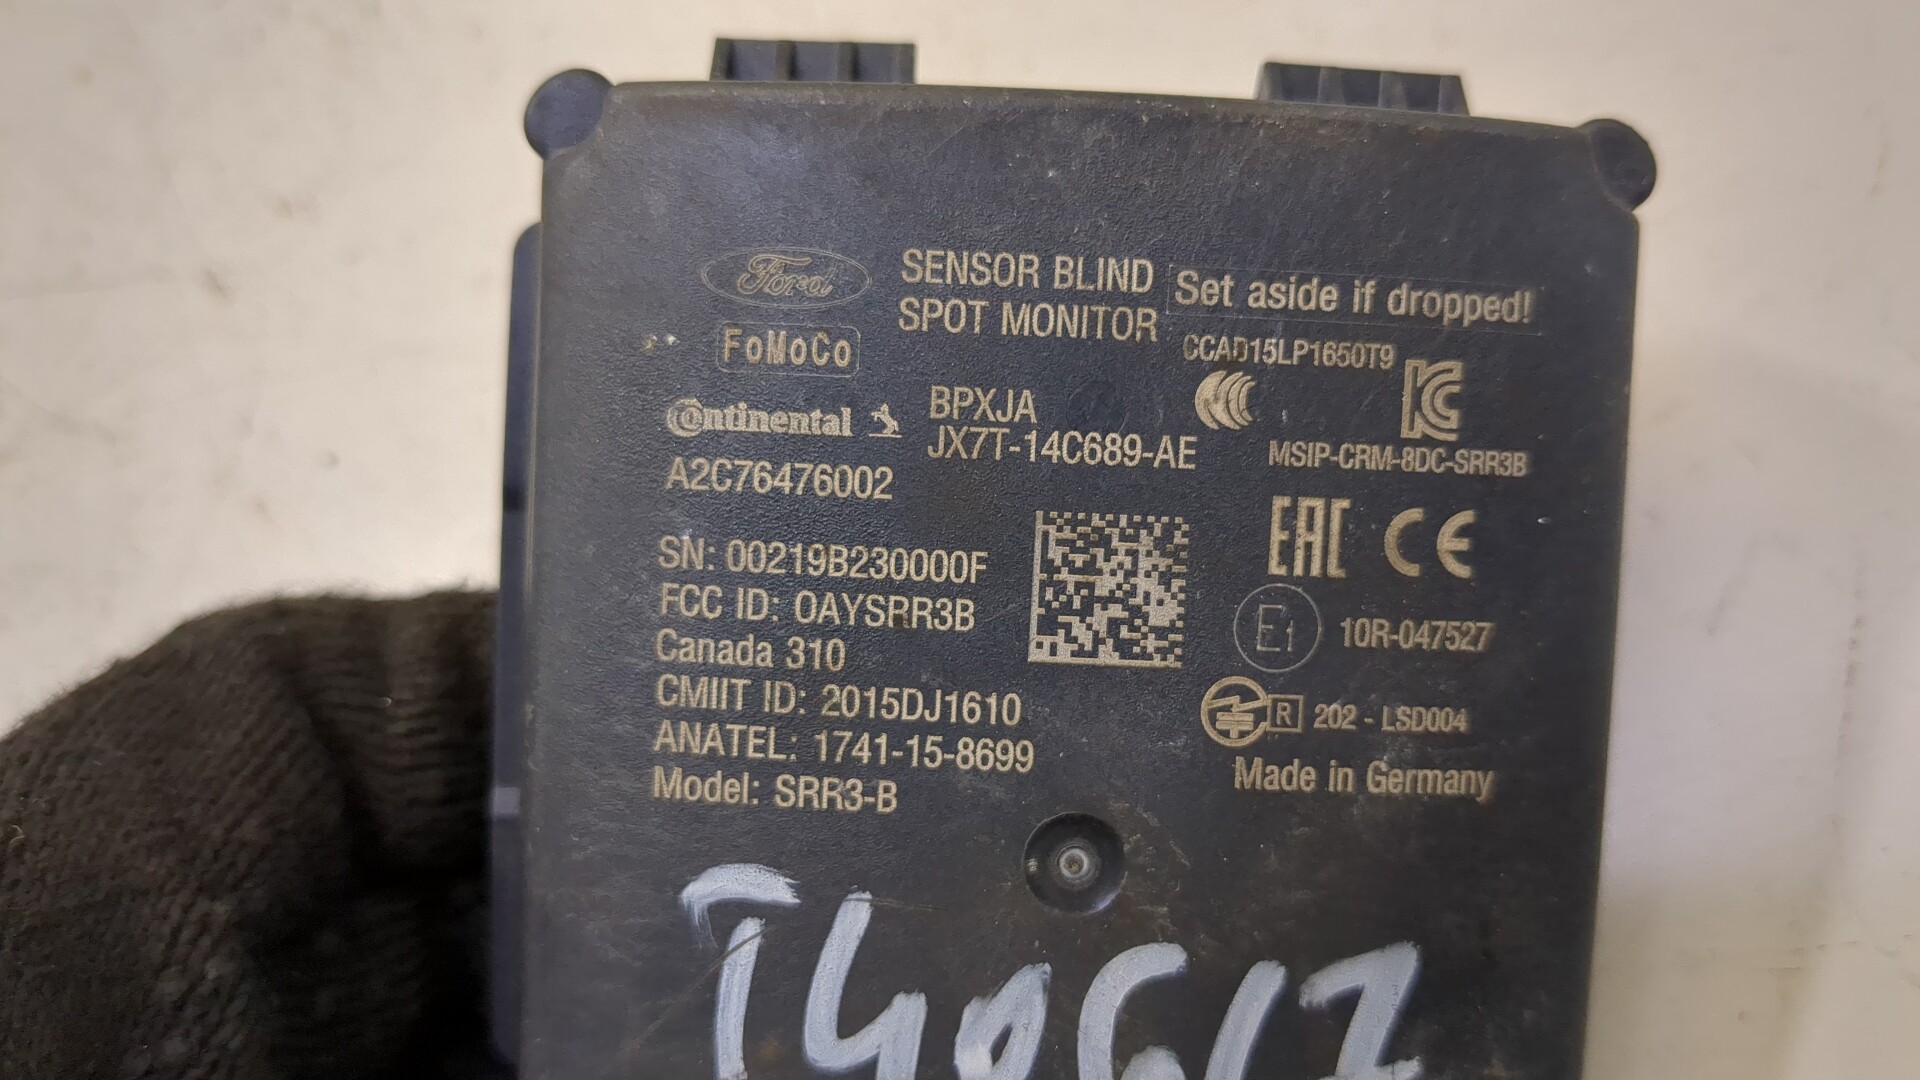 Ford
SENSOR BLIND
SPOT MONITOR
Set aside if dropped!
FoMoCo
CCAD15LP1650T9
Continental
BPXJA
JX7T-14C689-AE
MSIP-CRM-8DC-SRR3B
A2C76476002
EAC CE
SN: 00219B230000F
FCC ID: OAYSRR3B
Canada 310
CMIIT ID: 2015DJ1610
ANATEL: 1741-15-8699
Model: SRR3-B
E1 10R-047527
R 202 - LSD004
Made in Germany